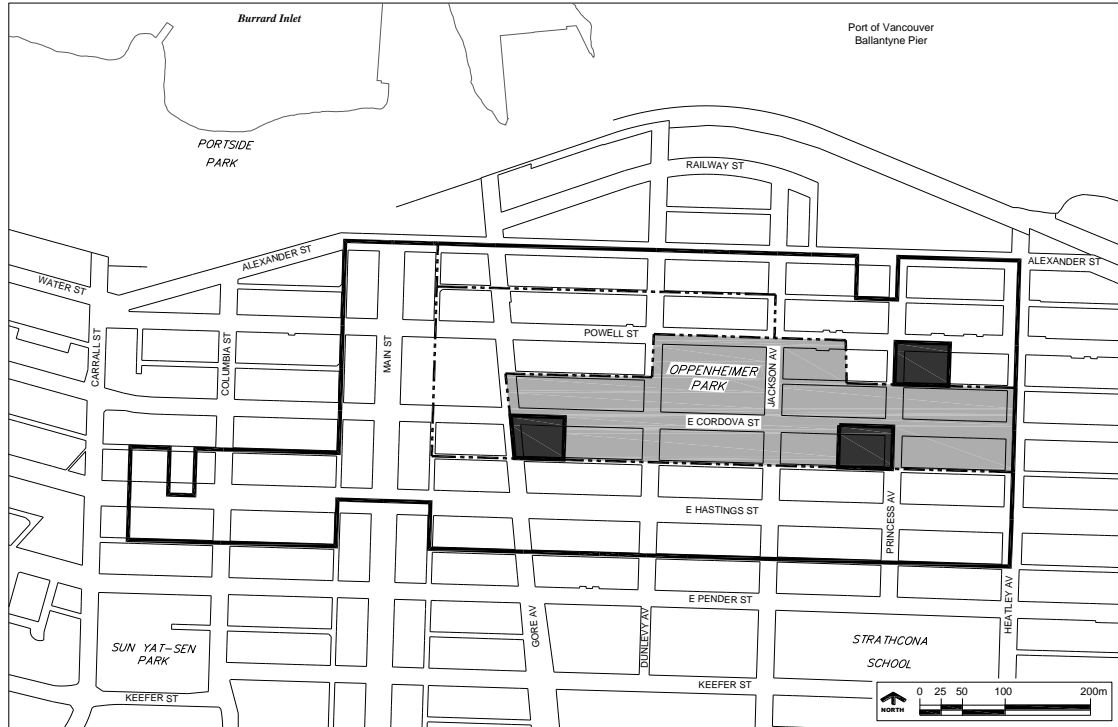 Burrard Inlet
Port of Vancouver
Ballantyne Pier
PORTSIDE
PARK
RAILWAY ST
ALEXANDER ST
ALEXANDER ST
WATER ST
CARRALL ST
COLUMBIA ST
MAIN ST
POWELL ST
OPPENHEIMER
PARK
JACKSON AV
E CORDOVA ST
E HASTINGS ST
PRINCESS AV
E PENDER ST
GORE AV
DUNLEVY AV
HEATLEY AV
SUN YAT-SEN
PARK
STRATHCONA
SCHOOL
KEEFER ST
KEEFER ST
NORTH
0 25 50 100 200m